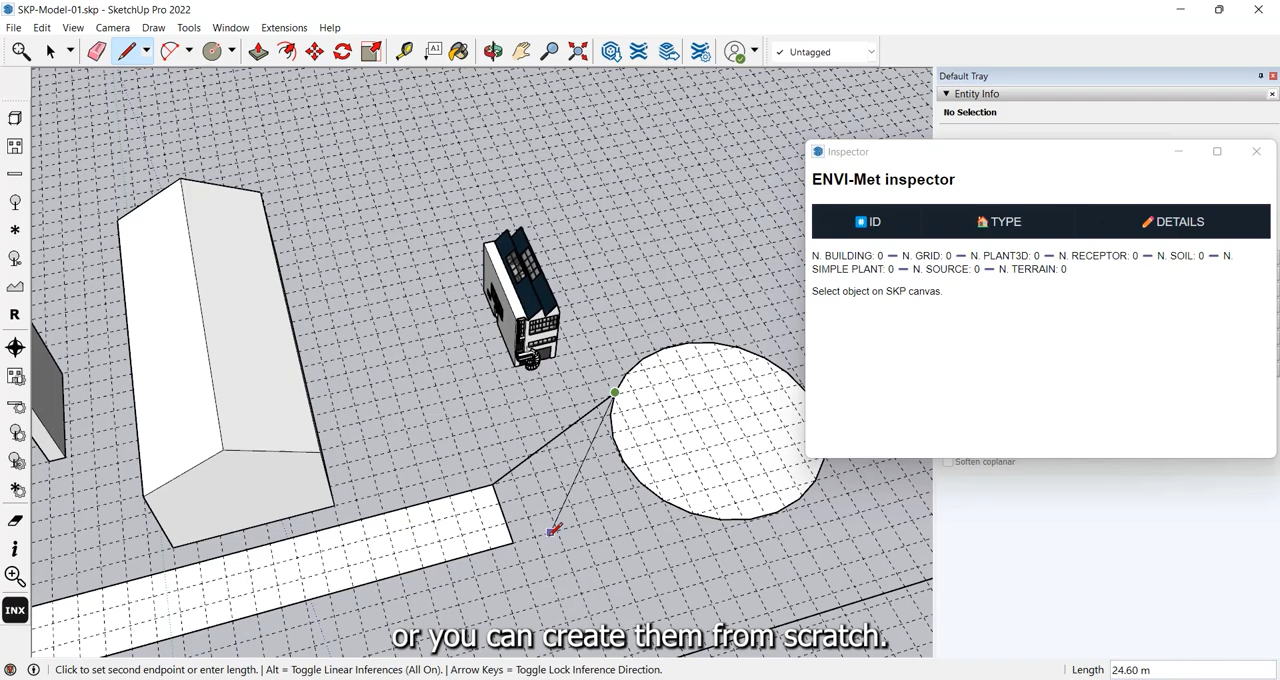 SKP-Model-01.skp - SketchUp Pro 2022
File Edit View Camera Draw Tools Window Extensions Help
A1
Untagged
Default Tray
Entity Info
No Selection
Inspector
ENVI-Met inspector
# ID TYPE DETAILS
N. BUILDING: 0 — N. GRID: 0 — N. PLANT3D: 0 — N. RECEPTOR: 0 — N. SOIL: 0 — N.
SIMPLE PLANT: 0 — N. SOURCE: 0 — N. TERRAIN: 0
Select object on SKP canvas.
Soften coplanar
R
INX
or you can create them from scratch.
Click to set second endpoint or enter length. | Alt = Toggle Linear Inferences (All On). | Arrow Keys = Toggle Lock Inference Direction.
Length 24.60 m